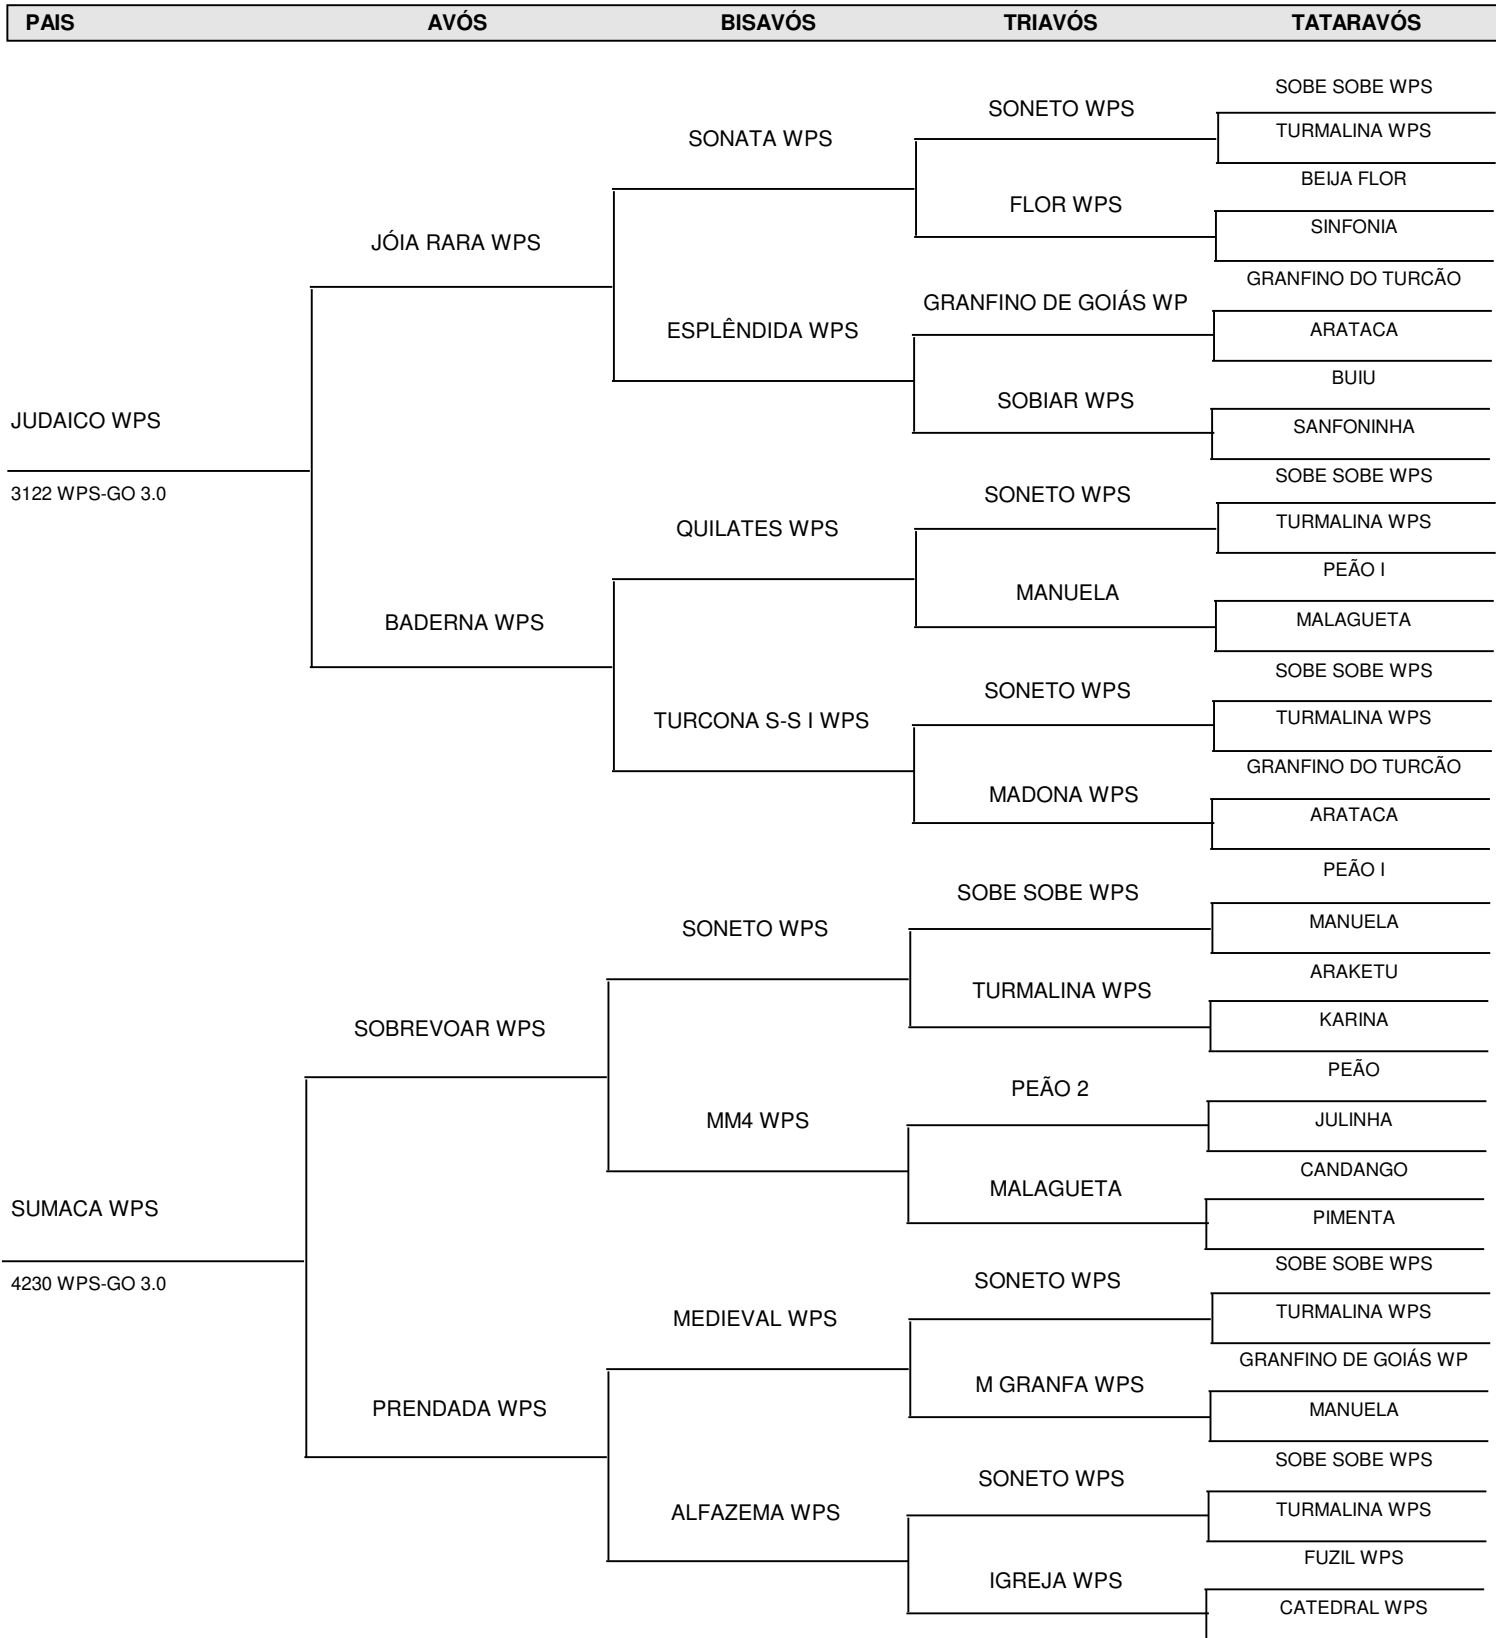 PAIS AVÓS BISAVÓS TRIAVÓS TATARAVÓS
SOBE SOBE WPS
SONETO WPS
TURMALINA WPS
SONATA WPS
BEIJA FLOR
FLOR WPS
SINFONIA
JÓIA RARA WPS
GRANFINO DO TURCÃO
GRANFINO DE GOIÁS WP
ESPLÊNDIDA WPS
ARATACA
BUIU
SOBIAR WPS
JUDAICO WPS
SANFONINHA
SOBE SOBE WPS
3122 WPS-GO 3.0
SONETO WPS
TURMALINA WPS
QUILATES WPS
PEÃO I
MANUELA
MALAGUETA
BADERNA WPS
SOBE SOBE WPS
SONETO WPS
TURMALINA WPS
TURCONA S-S I WPS
GRANFINO DO TURCÃO
MADONA WPS
ARATACA
PEÃO I
SOBE SOBE WPS
MANUELA
SONETO WPS
ARAKETU
TURMALINA WPS
KARINA
SOBREVOAR WPS
PEÃO
PEÃO 2
JULINHA
MM4 WPS
CANDANGO
MALAGUETA
SUMACA WPS
PIMENTA
SOBE SOBE WPS
SONETO WPS
4230 WPS-GO 3.0
TURMALINA WPS
MEDIEVAL WPS
GRANFINO DE GOIÁS WP
M GRANFA WPS
PRENDADA WPS
MANUELA
SOBE SOBE WPS
SONETO WPS
TURMALINA WPS
ALFAZEMA WPS
FUZIL WPS
IGREJA WPS
CATEDRAL WPS